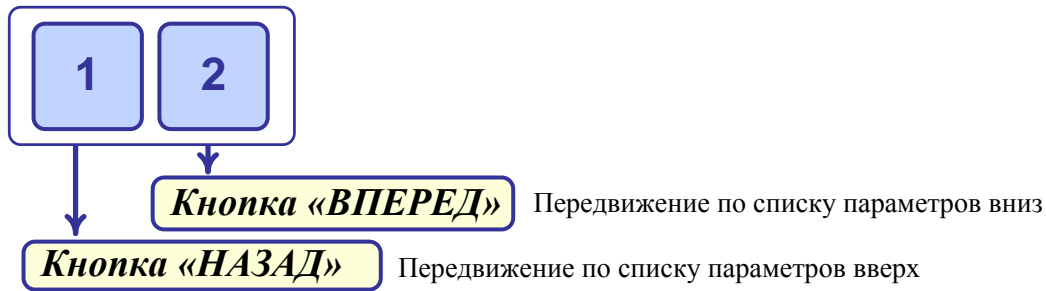 1 2
Кнопка «ВПЕРЕД» Передвижение по списку параметров вниз
Кнопка «НАЗАД» Передвижение по списку параметров вверх